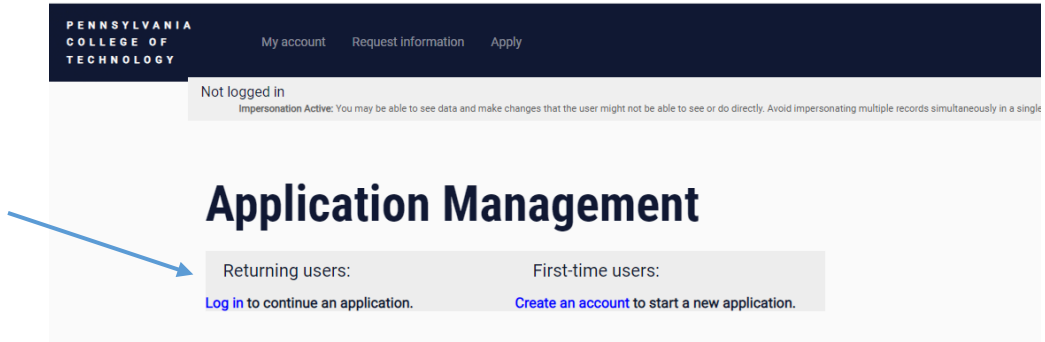 PENNSYLVANIA
COLLEGE OF
TECHNOLOGY
My account Request information Apply
Not logged in
Impersonation Active: You may be able to see data and make changes that the user might not be able to see or do directly. Avoid impersonating multiple records simultaneously in a single
Application Management
Returning users: First-time users:
Log in to continue an application. Create an account to start a new application.